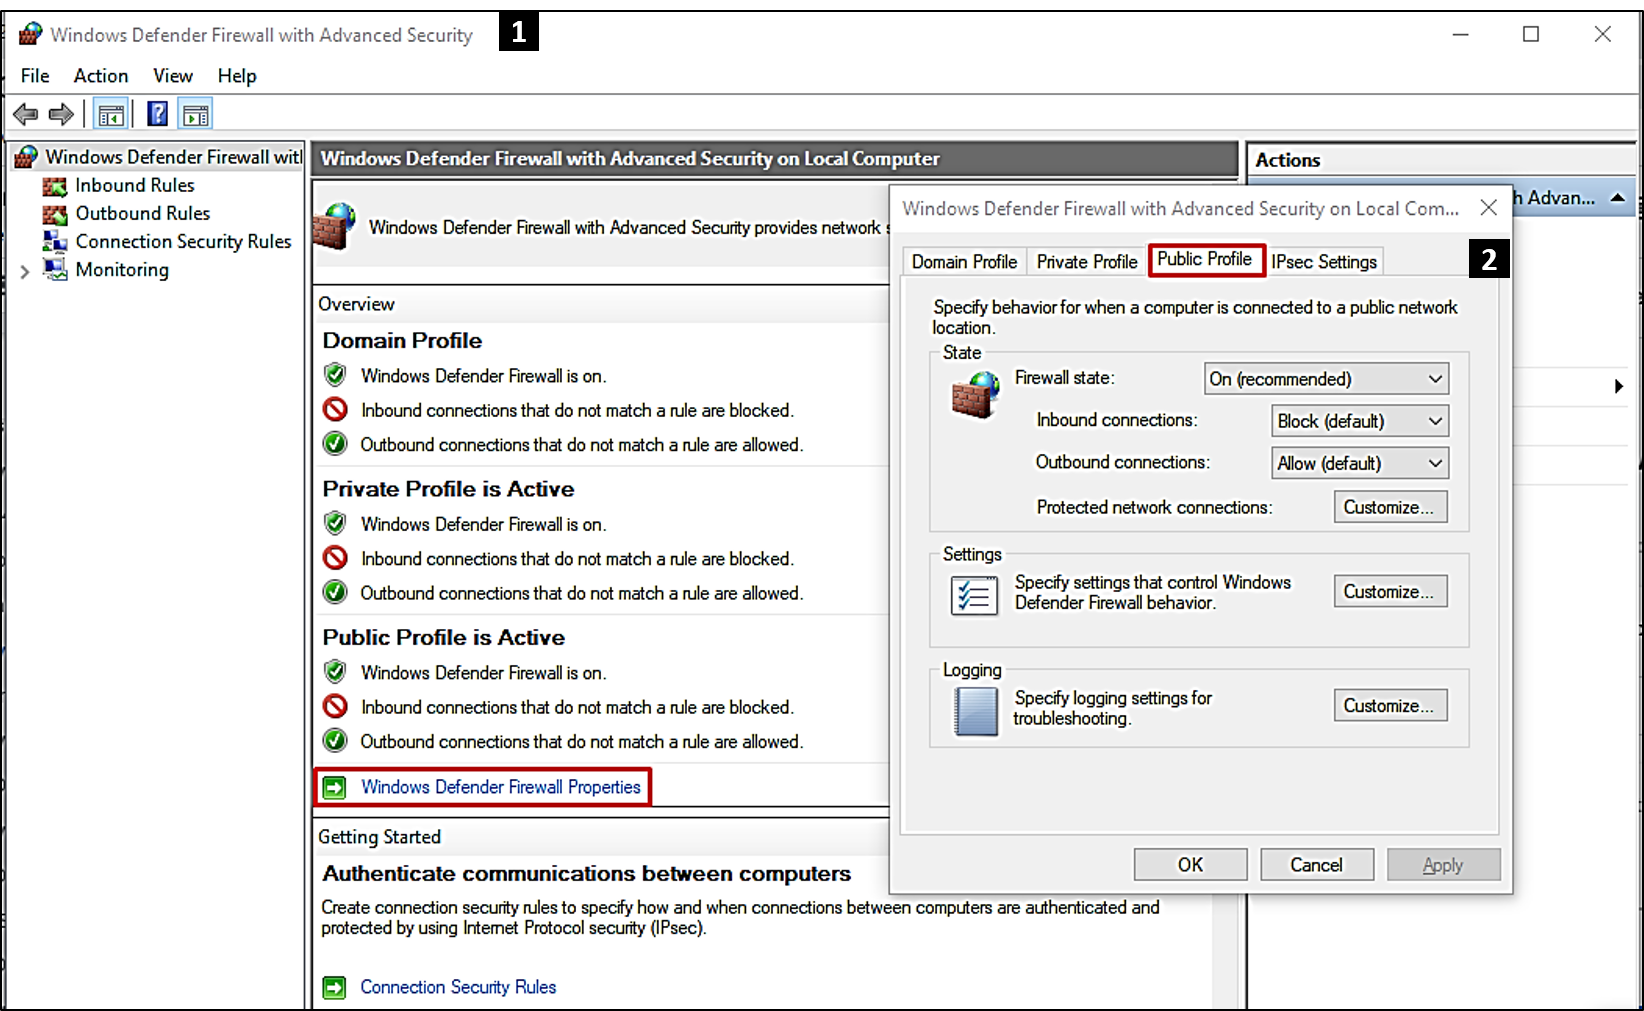 Windows Defender Firewall with Advanced Security
1
File Action View Help
Windows Defender Firewall wit
Inbound Rules
Outbound Rules
Connection Security Rules
Monitoring
Windows Defender Firewall with Advanced Security on Local Computer
Windows Defender Firewall with Advanced Security provides network
Overview
Domain Profile
Windows Defender Firewall is on.
Inbound connections that do not match a rule are blocked.
Outbound connections that do not match a rule are allowed.
Private Profile is Active
Windows Defender Firewall is on.
Inbound connections that do not match a rule are blocked.
Outbound connections that do not match a rule are allowed.
Public Profile is Active
Windows Defender Firewall is on.
Inbound connections that do not match a rule are blocked.
Outbound connections that do not match a rule are allowed.
Windows Defender Firewall Properties
Getting Started
Authenticate communications between computers
Create connection security rules to specify how and when connections between computers are authenticated and
protected by using Internet Protocol security (IPsec).
Connection Security Rules
Actions
h Advan...
Windows Defender Firewall with Advanced Security on Local Com...
2
Domain Profile Private Profile Public Profile IPsec Settings
Specify behavior for when a computer is connected to a public network
location.
State
Firewall state: On (recommended)
Inbound connections: Block (default)
Outbound connections: Allow (default)
Protected network connections: Customize...
Settings
Specify settings that control Windows
Defender Firewall behavior.
Customize...
Logging
Specify logging settings for
troubleshooting.
Customize...
OK Cancel Apply